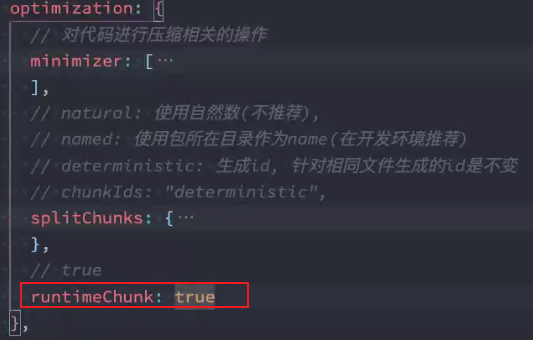 optimization: {
// 对代码进行压缩相关的操作
minimizer: [ ⋯
],
// natural: 使用自然数(不推荐),
// named: 使用包所在目录作为name(在开发环境推荐)
// deterministic: 生成id, 针对相同文件生成的id是不变
// chunkIds: "deterministic",
splitChunks: { ⋯
},
// true
runtimeChunk: true
},